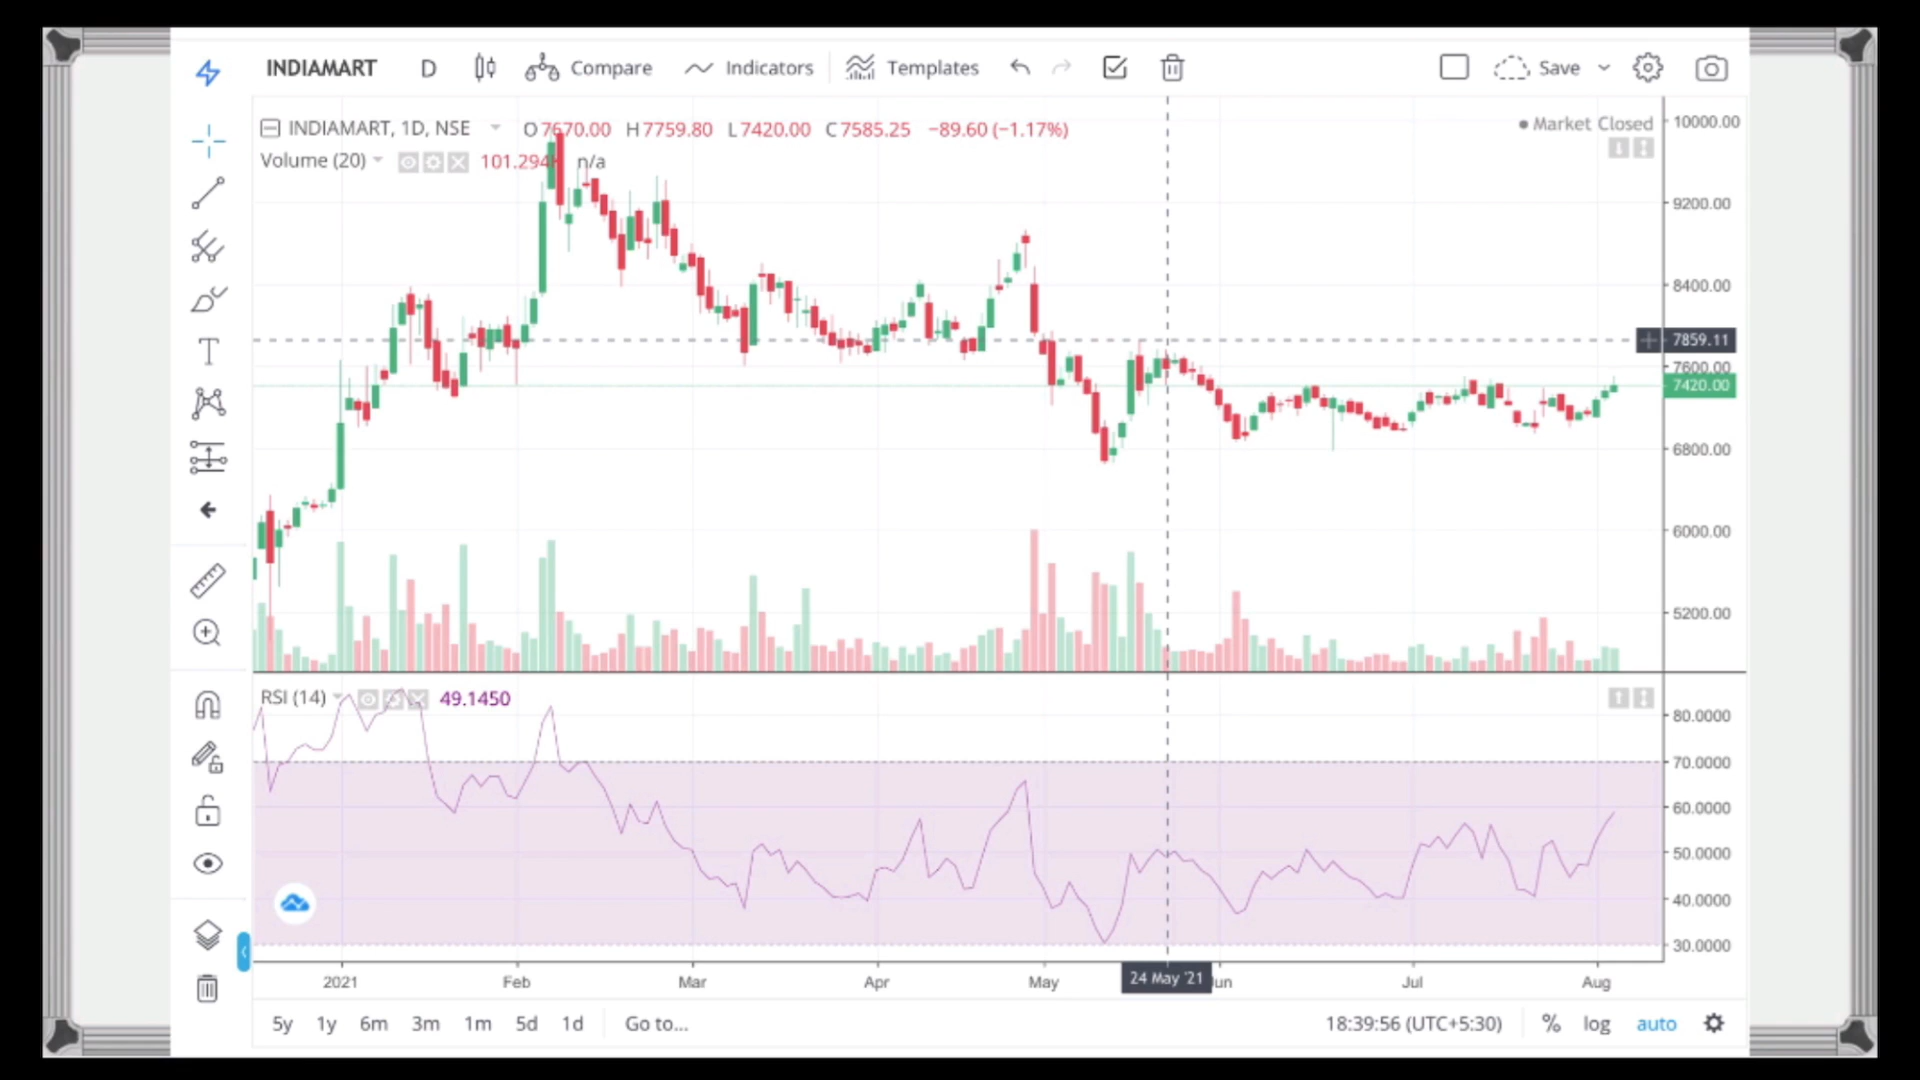 INDIAMART D Compare Indicators Templates Save
INDIAMART, 1D, NSE O7670.00 H7759.80 L7420.00 C7585.25 −89.60 (−1.17%)
Market Closed
Volume (20) 101.294K n/a
10000.00
9200.00
8400.00
7859.11
7600.00
7420.00
6800.00
6000.00
5200.00
RSI (14) 49.1450
80.0000
70.0000
60.0000
50.0000
40.0000
30.0000
2021 Feb Mar Apr May 24 May '21 Jul Aug
5y 1y 6m 3m 1m 5d 1d Go to... 18:39:56 (UTC+5:30) % log auto